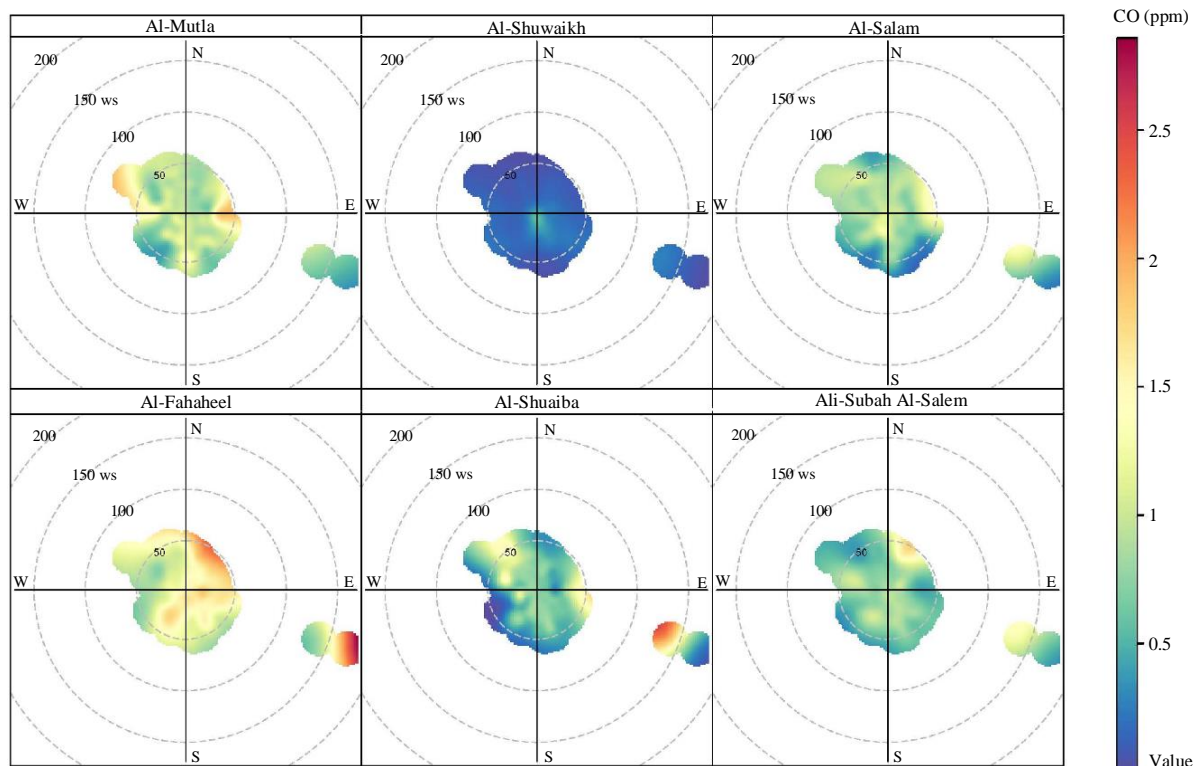 CO (ppm)
Al-Mutla
Al-Shuwaikh
Al-Salam
200
N
150 ws
100
50
W
E
S
200
N
150 ws
100
50
W
E
S
200
N
150 ws
100
50
W
E
S
2.5
2
1.5
1
0.5
Value
Al-Fahaheel
Al-Shuaiba
Ali-Subah Al-Salem
200
N
150 ws
100
50
W
E
S
200
N
150 ws
100
50
W
E
S
200
N
150 ws
100
50
W
E
S